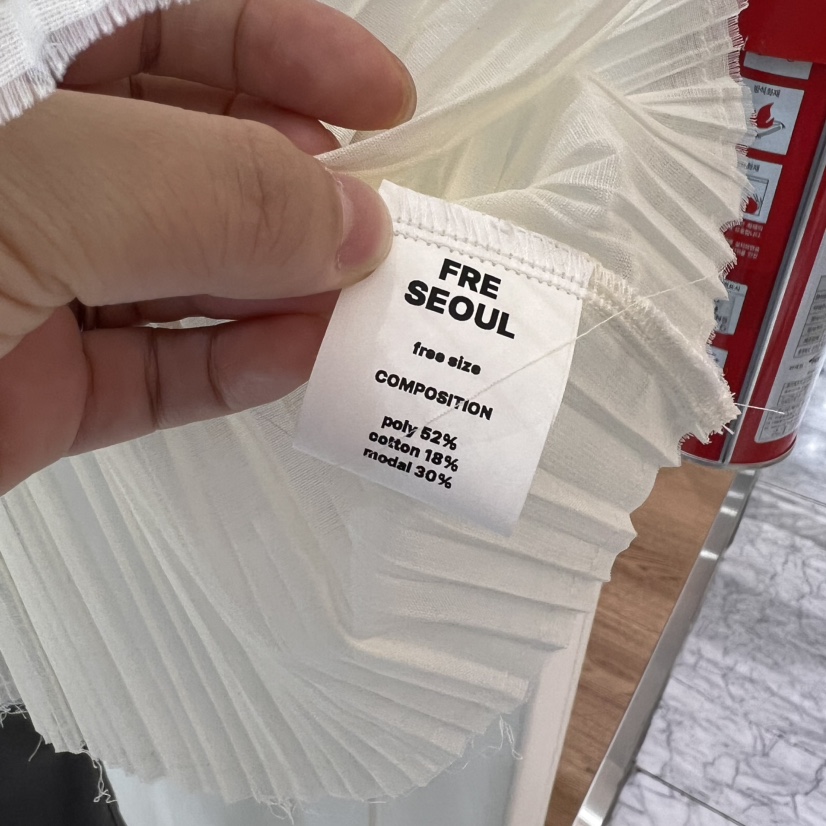 FRE
SEOUL
free size
COMPOSITION
poly 52%
cotton 18%
modal 30%